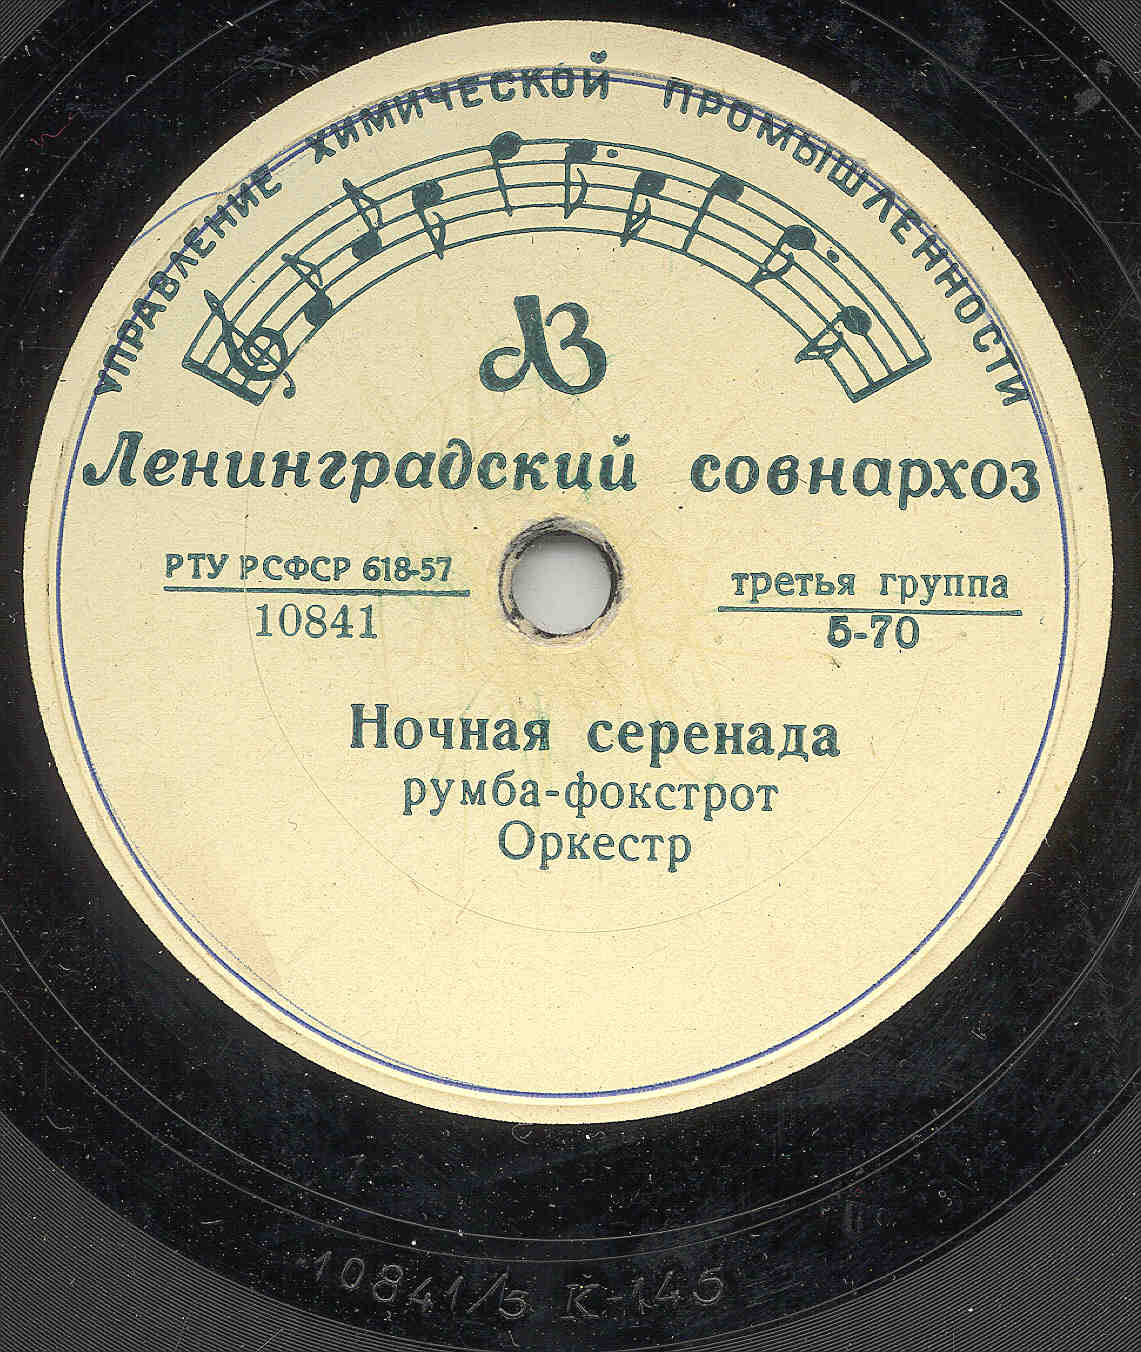 УПРАВЛЕНИЕ ХИМИЧЕСКОЙ ПРОМЫШЛЕННОСТИ
ЛЗ
Ленинградский совнархоз
РТУ РСФСР 618-57
10841
третья группа
5-70
Ночная серенада
румба-фокстрот
Оркестр
10841/5 К-145